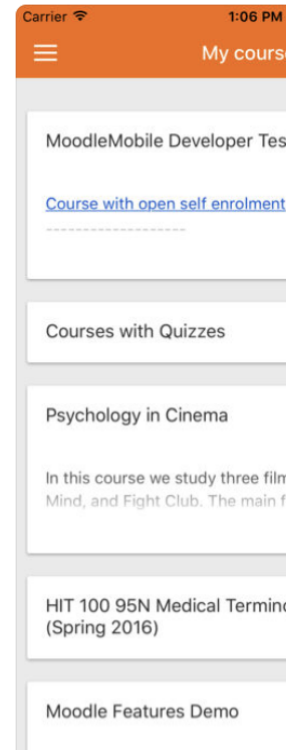 Carrier 1:06 PM
My cours
MoodleMobile Developer Tes
Course with open self enrolment
-------------------
Courses with Quizzes
Psychology in Cinema
In this course we study three film
Mind, and Fight Club. The main f
HIT 100 95N Medical Termin
(Spring 2016)
Moodle Features Demo